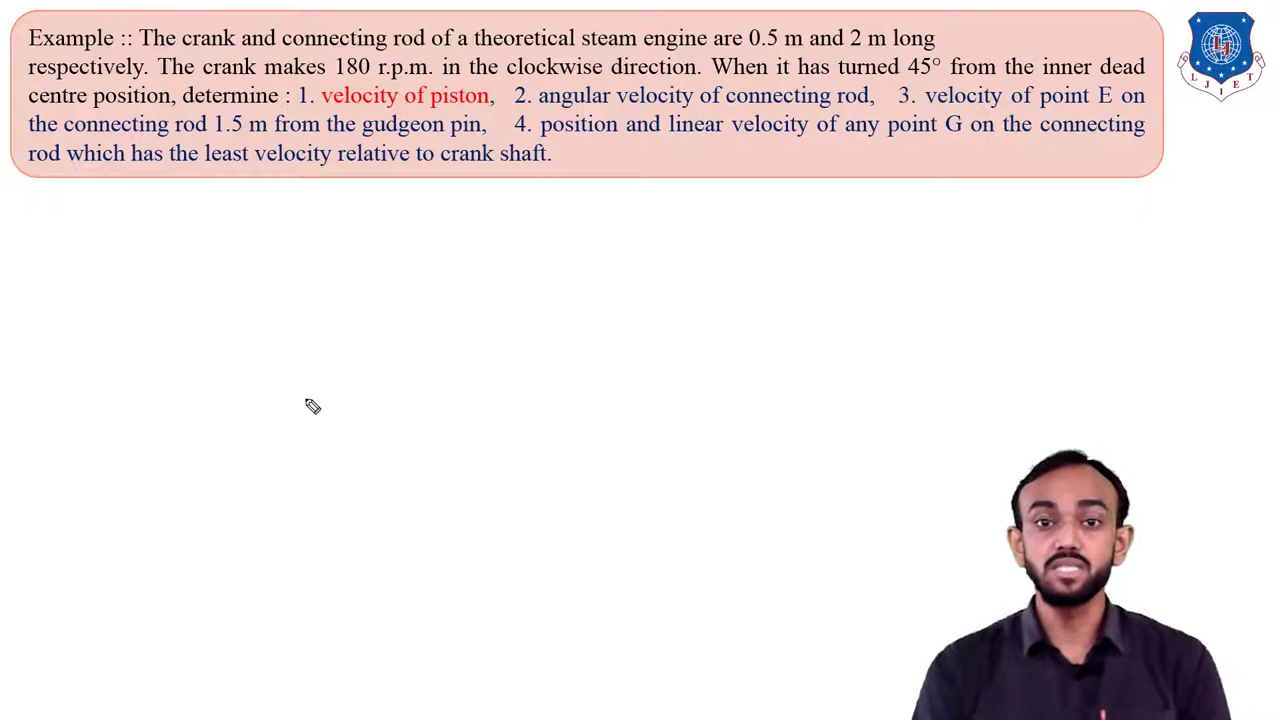 Example :: The crank and connecting rod of a theoretical steam engine are 0.5 m and 2 m long
respectively. The crank makes 180 r.p.m. in the clockwise direction. When it has turned 45° from the inner dead
centre position, determine : 1. velocity of piston, 2. angular velocity of connecting rod, 3. velocity of point E on
the connecting rod 1.5 m from the gudgeon pin, 4. position and linear velocity of any point G on the connecting
rod which has the least velocity relative to crank shaft.
LJ
LJIET